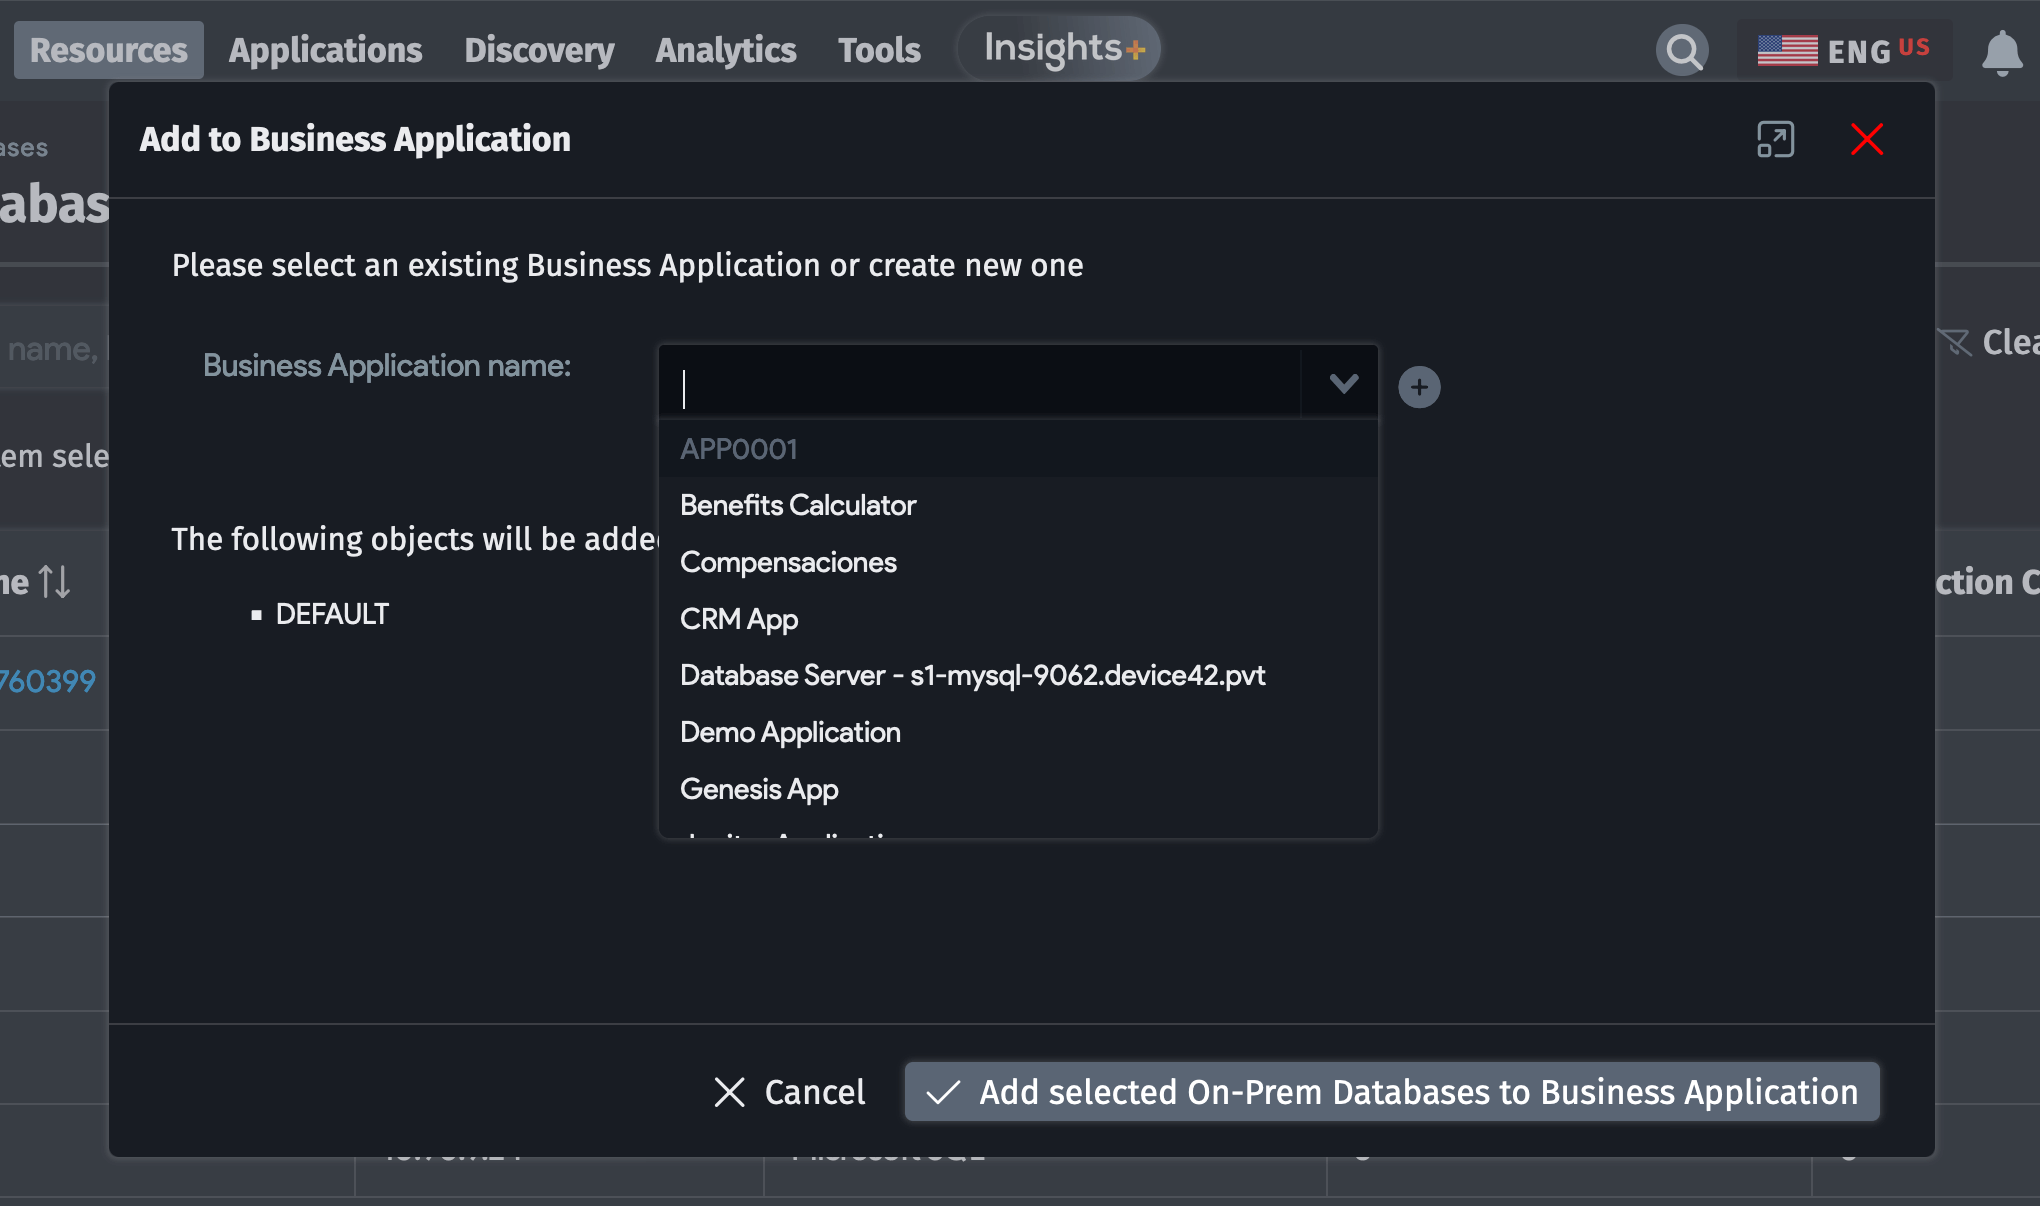 Resources Applications Discovery Analytics Tools Insights+ ENG US
ases
Add to Business Application
abas
Please select an existing Business Application or create new one
name,
Clea
Business Application name:
APP0001
em sele
Benefits Calculator
The following objects will be added
Compensaciones
ne
ction C
DEFAULT
CRM App
760399
Database Server - s1-mysql-9062.device42.pvt
Demo Application
Genesis App
Cancel
Add selected On-Prem Databases to Business Application